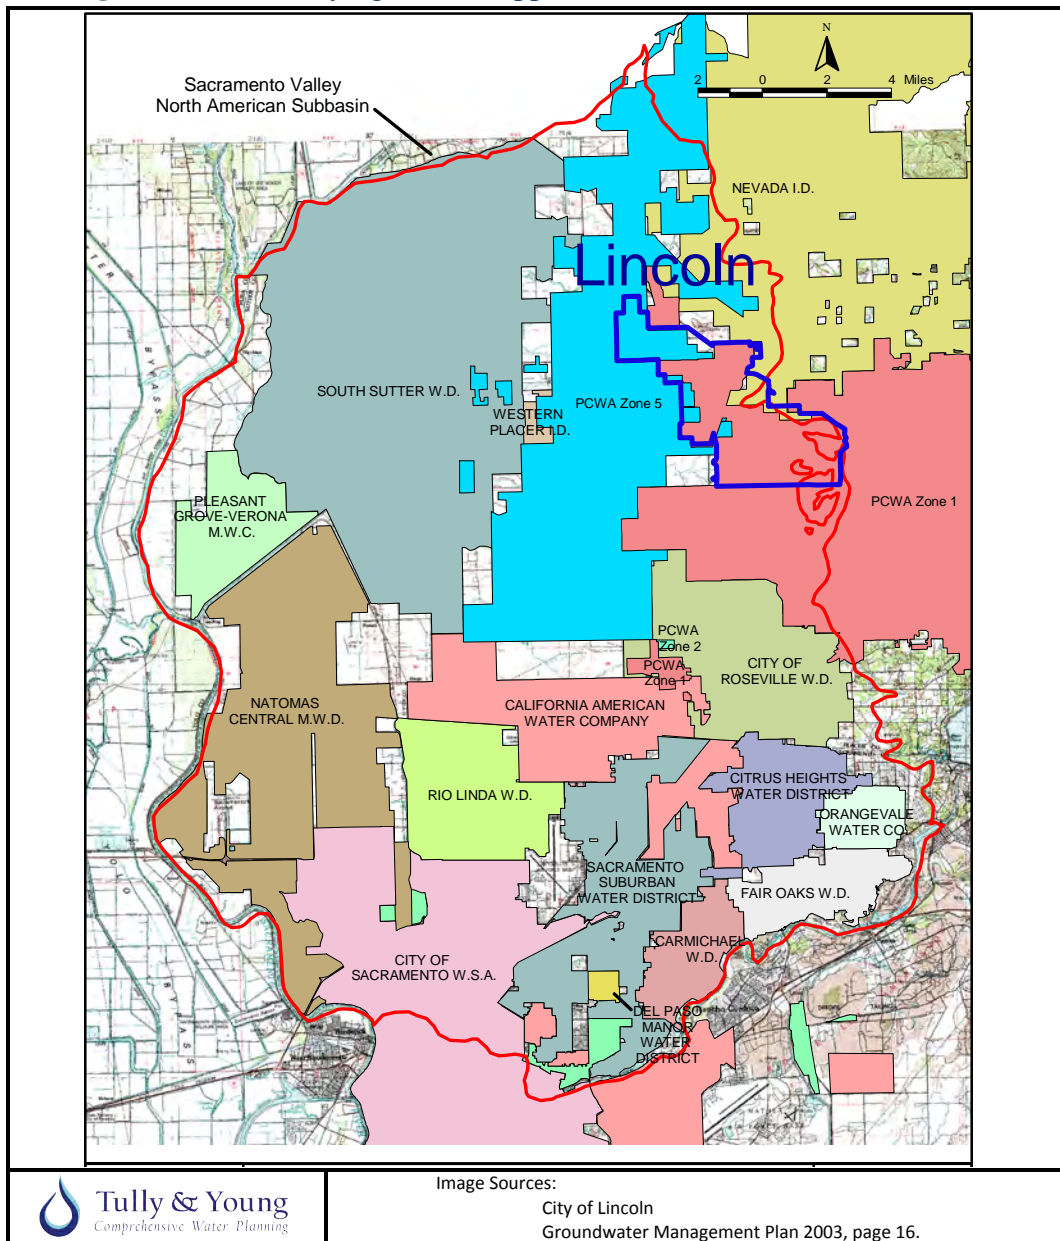 N
2 0 2 4 Miles
Sacramento Valley
North American Subbasin
NEVADA I.D.
Lincoln
SOUTH SUTTER W.D.
PCWA Zone 5
WESTERN
PLACER I.D.
PLEASANT
GROVE-VERONA
M.W.C.
PCWA Zone 1
PCWA
Zone 2
PCWA
Zone 1
CITY OF
ROSEVILLE W.D.
NATOMAS
CENTRAL M.W.D.
CALIFORNIA AMERICAN
WATER COMPANY
CITRUS HEIGHTS
WATER DISTRICT
RIO LINDA W.D.
ORANGEVALE
WATER CO.
SACRAMENTO
SUBURBAN
WATER DISTRICT
FAIR OAKS W.D.
CARMICHAEL
W.D.
CITY OF
SACRAMENTO W.S.A.
DEL PASO
MANOR
WATER
DISTRICT
Tully & Young
Comprehensive Water Planning
Image Sources:
City of Lincoln
Groundwater Management Plan 2003, page 16.